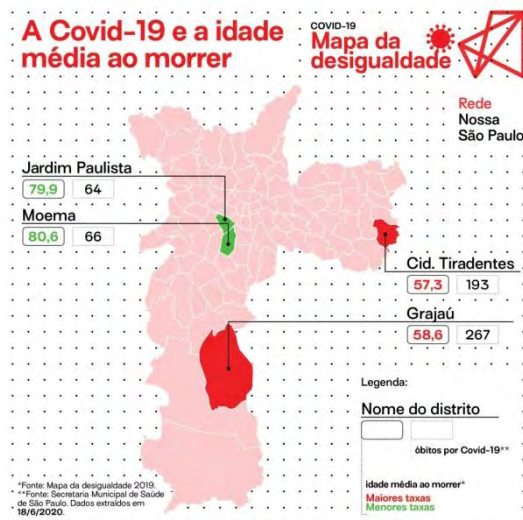 A Covid-19 e a idade
média ao morrer
COVID-19
Mapa da
desigualdade
Rede
Nossa
São Paulo
Jardim Paulista
79,9 64
Moema
80,6 66
Cid. Tiradentes
57,3 193
Grajaú
58,6 267
Legenda:
Nome do distrito
óbitos por Covid-19**
idade média ao morrer*
Maiores taxas
Menores taxas
*Fonte: Mapa da desigualdade 2019.
**Fonte: Secretaria Municipal de Saúde
de São Paulo. Dados extraídos em
18/6/2020.